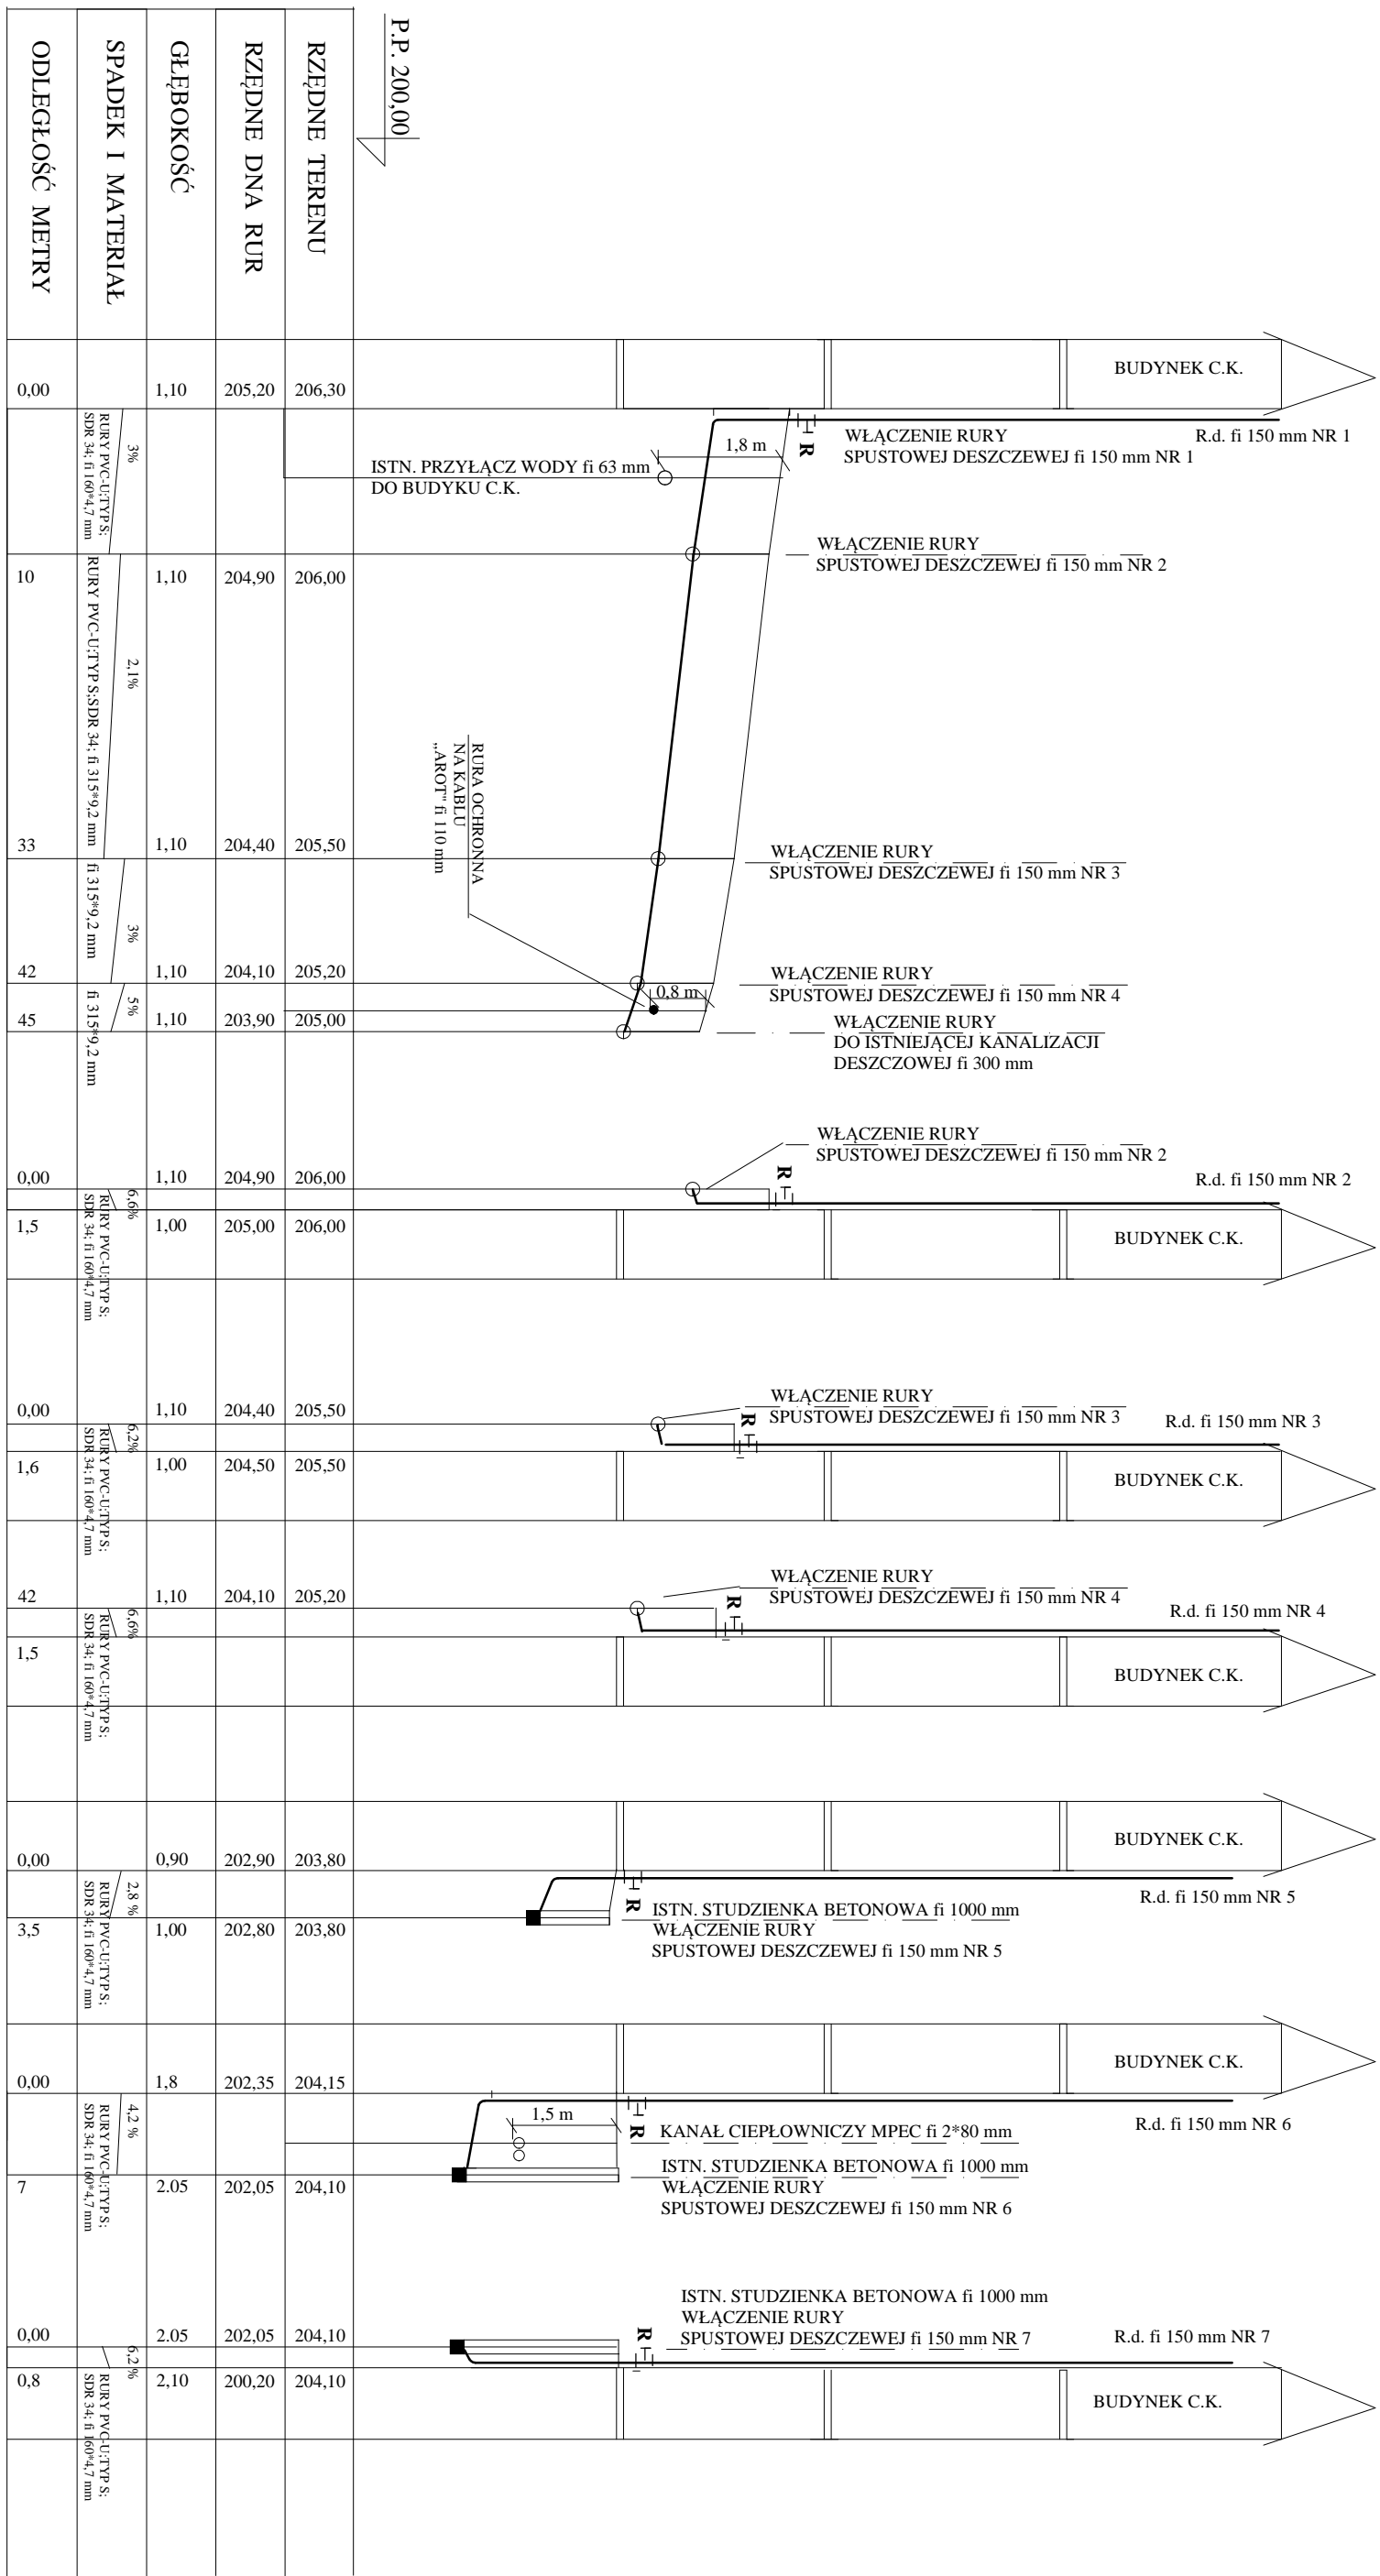 P.P. 200,00
RZĘDNE TERENU
RZĘDNE DNA RUR
GŁĘBOKOŚĆ
SPADEK I MATERIAŁ
ODLEGŁOŚĆ METRY
BUDYNEK C.K.
0,00 1,10 205,20 206,30
R.d. fi 150 mm NR 1
WŁĄCZENIE RURY
SPUSTOWEJ DESZCZEWEJ fi 150 mm NR 1
R
1,8 m
ISTN. PRZYŁĄCZ WODY fi 63 mm
DO BUDYKU C.K.
3%
RURY PVC-U;TYP S;
SDR 34; fi 160*4,7 mm
WŁĄCZENIE RURY
SPUSTOWEJ DESZCZEWEJ fi 150 mm NR 2
10 1,10 204,90 206,00
2,1%
RURY PVC-U;TYP S;SDR 34; fi 315*9,2 mm
RURA OCHRONNA
NA KABLU
„AROT" fi 110 mm
33 1,10 204,40 205,50
WŁĄCZENIE RURY
SPUSTOWEJ DESZCZEWEJ fi 150 mm NR 3
3%
fi 315*9,2 mm
42 1,10 204,10 205,20
WŁĄCZENIE RURY
SPUSTOWEJ DESZCZEWEJ fi 150 mm NR 4
0,8 m
5%
fi 315*9,2 mm
45 1,10 203,90 205,00
WŁĄCZENIE RURY
DO ISTNIEJĄCEJ KANALIZACJI
DESZCZOWEJ fi 300 mm
WŁĄCZENIE RURY
SPUSTOWEJ DESZCZEWEJ fi 150 mm NR 2
R
R.d. fi 150 mm NR 2
0,00 1,10 204,90 206,00
6,6%
RURY PVC-U;TYP S;
SDR 34; fi 160*4,7 mm
1,5 1,00 205,00 206,00
BUDYNEK C.K.
WŁĄCZENIE RURY
SPUSTOWEJ DESZCZEWEJ fi 150 mm NR 3
R
R.d. fi 150 mm NR 3
0,00 1,10 204,40 205,50
6,2%
RURY PVC-U;TYP S;
SDR 34; fi 160*4,7 mm
1,6 1,00 204,50 205,50
BUDYNEK C.K.
WŁĄCZENIE RURY
SPUSTOWEJ DESZCZEWEJ fi 150 mm NR 4
R
R.d. fi 150 mm NR 4
42 1,10 204,10 205,20
6,6%
RURY PVC-U;TYP S;
SDR 34; fi 160*4,7 mm
1,5
BUDYNEK C.K.
BUDYNEK C.K.
0,00 0,90 202,90 203,80
R.d. fi 150 mm NR 5
R
2,8 %
RURY PVC-U;TYP S;
SDR 34; fi 160*4,7 mm
ISTN. STUDZIENKA BETONOWA fi 1000 mm
WŁĄCZENIE RURY
SPUSTOWEJ DESZCZEWEJ fi 150 mm NR 5
3,5 1,00 202,80 203,80
BUDYNEK C.K.
0,00 1,8 202,35 204,15
R.d. fi 150 mm NR 6
R
1,5 m
4,2 %
RURY PVC-U;TYP S;
SDR 34; fi 160*4,7 mm
KANAŁ CIEPŁOWNICZY MPEC fi 2*80 mm
ISTN. STUDZIENKA BETONOWA fi 1000 mm
WŁĄCZENIE RURY
SPUSTOWEJ DESZCZEWEJ fi 150 mm NR 6
7 2.05 202,05 204,10
ISTN. STUDZIENKA BETONOWA fi 1000 mm
WŁĄCZENIE RURY
SPUSTOWEJ DESZCZEWEJ fi 150 mm NR 7
R
R.d. fi 150 mm NR 7
0,00 2.05 202,05 204,10
6,2 %
RURY PVC-U;TYP S;
SDR 34; fi 160*4,7 mm
0,8 2,10 200,20 204,10
BUDYNEK C.K.